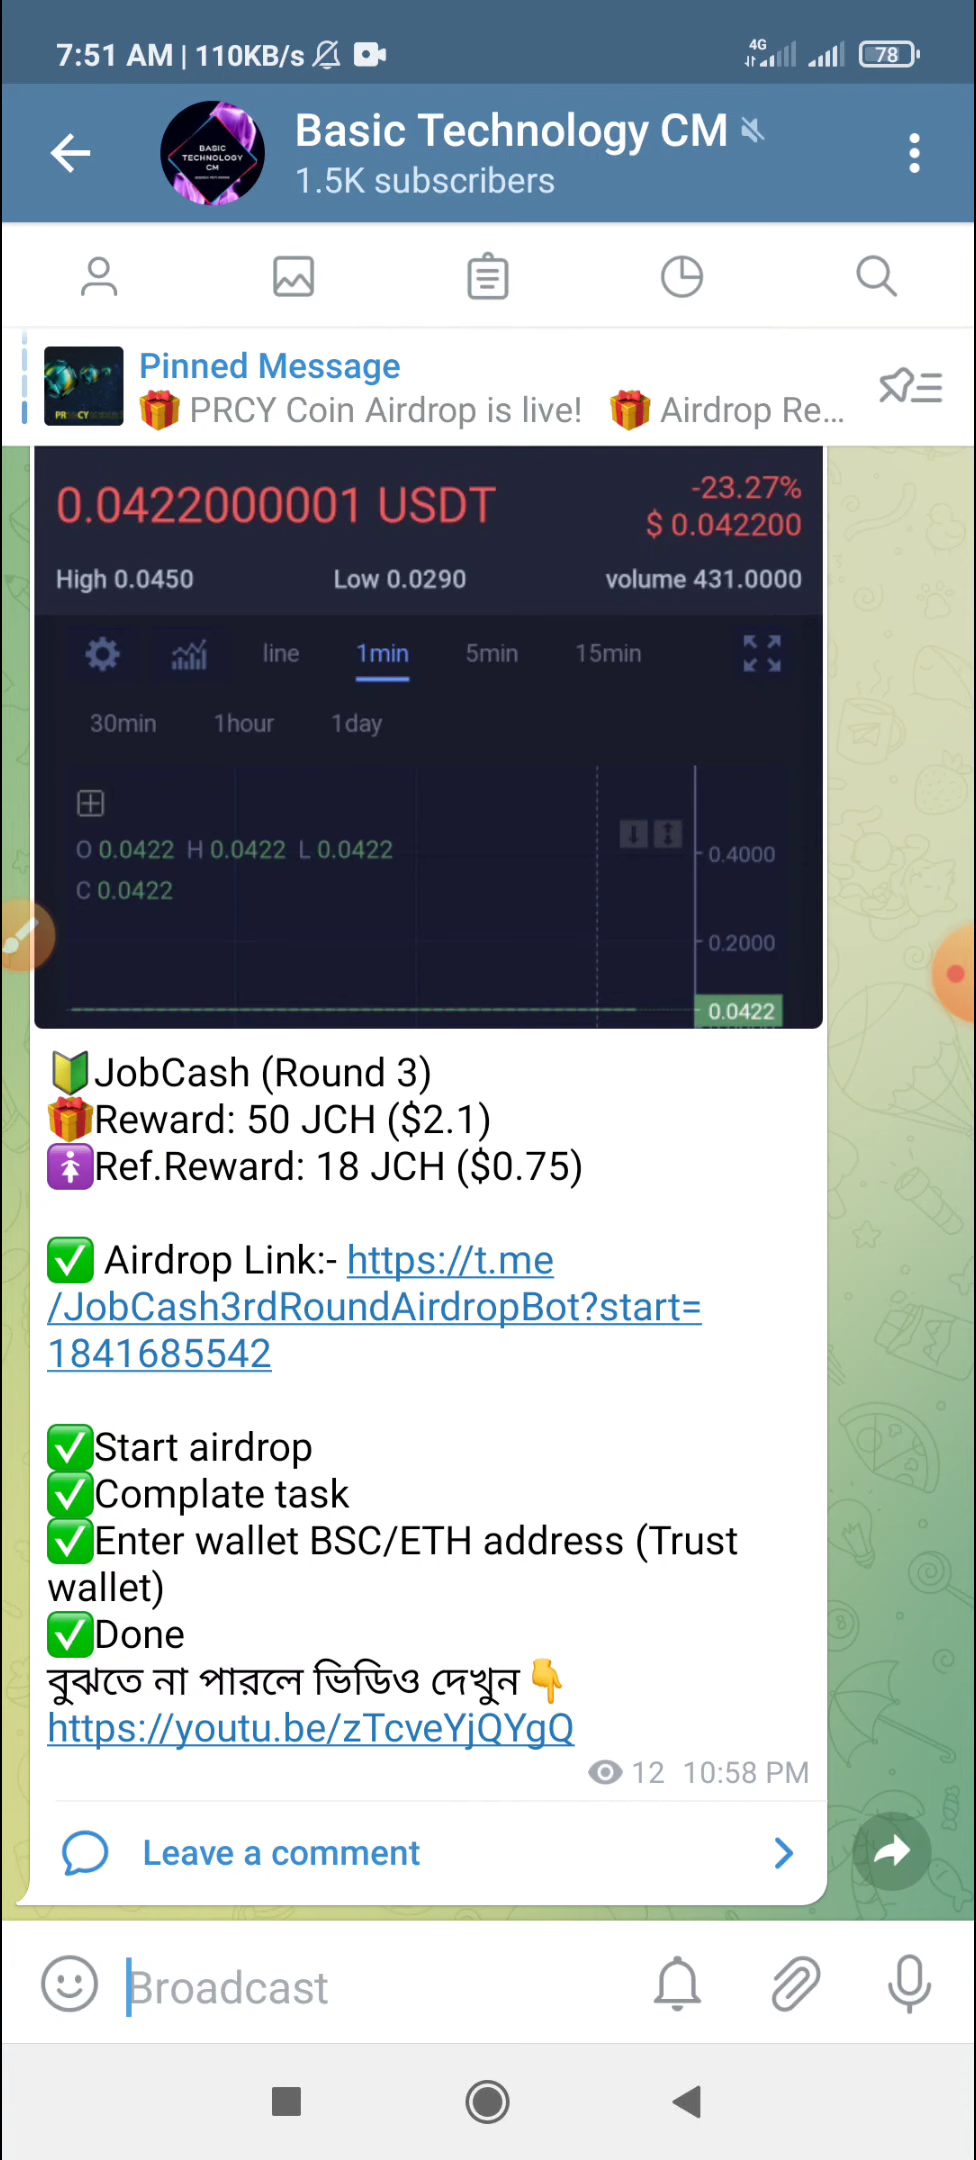 7:51 AM | 110KB/s
4G
78
BASIC
TECHNOLOGY
CM
Basic Technology CM
1.5K subscribers
Pinned Message
🎁 PRCY Coin Airdrop is live! 🎁 Airdrop Re...
0.0422000001 USDT
-23.27%
$ 0.042200
High 0.0450 Low 0.0290 volume 431.0000
line 1min 5min 15min
30min 1hour 1day
O 0.0422 H 0.0422 L 0.0422
C 0.0422
0.4000
0.2000
0.0422
🔰JobCash (Round 3)
🎁Reward: 50 JCH ($2.1)
🚺Ref.Reward: 18 JCH ($0.75)
✅ Airdrop Link:- https://t.me
/JobCash3rdRoundAirdropBot?start=
1841685542
✅Start airdrop
✅Complate task
✅Enter wallet BSC/ETH address (Trust
wallet)
✅Done
বুঝতে না পারলে ভিডিও দেখুন 👇
https://youtu.be/zTcveYjQYgQ
12 10:58 PM
Leave a comment
Broadcast